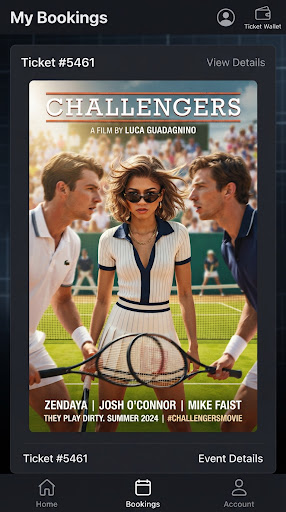 My Bookings
Ticket Wallet
Ticket #5461
View Details
CHALLENGERS
A FILM BY LUCA GUADAGNINO
ZENDAYA | JOSH O'CONNOR | MIKE FAIST
THEY PLAY DIRTY. SUMMER 2024 | #CHALLENGERSMOVIE
Ticket #5461
Event Details
Home
Bookings
Account